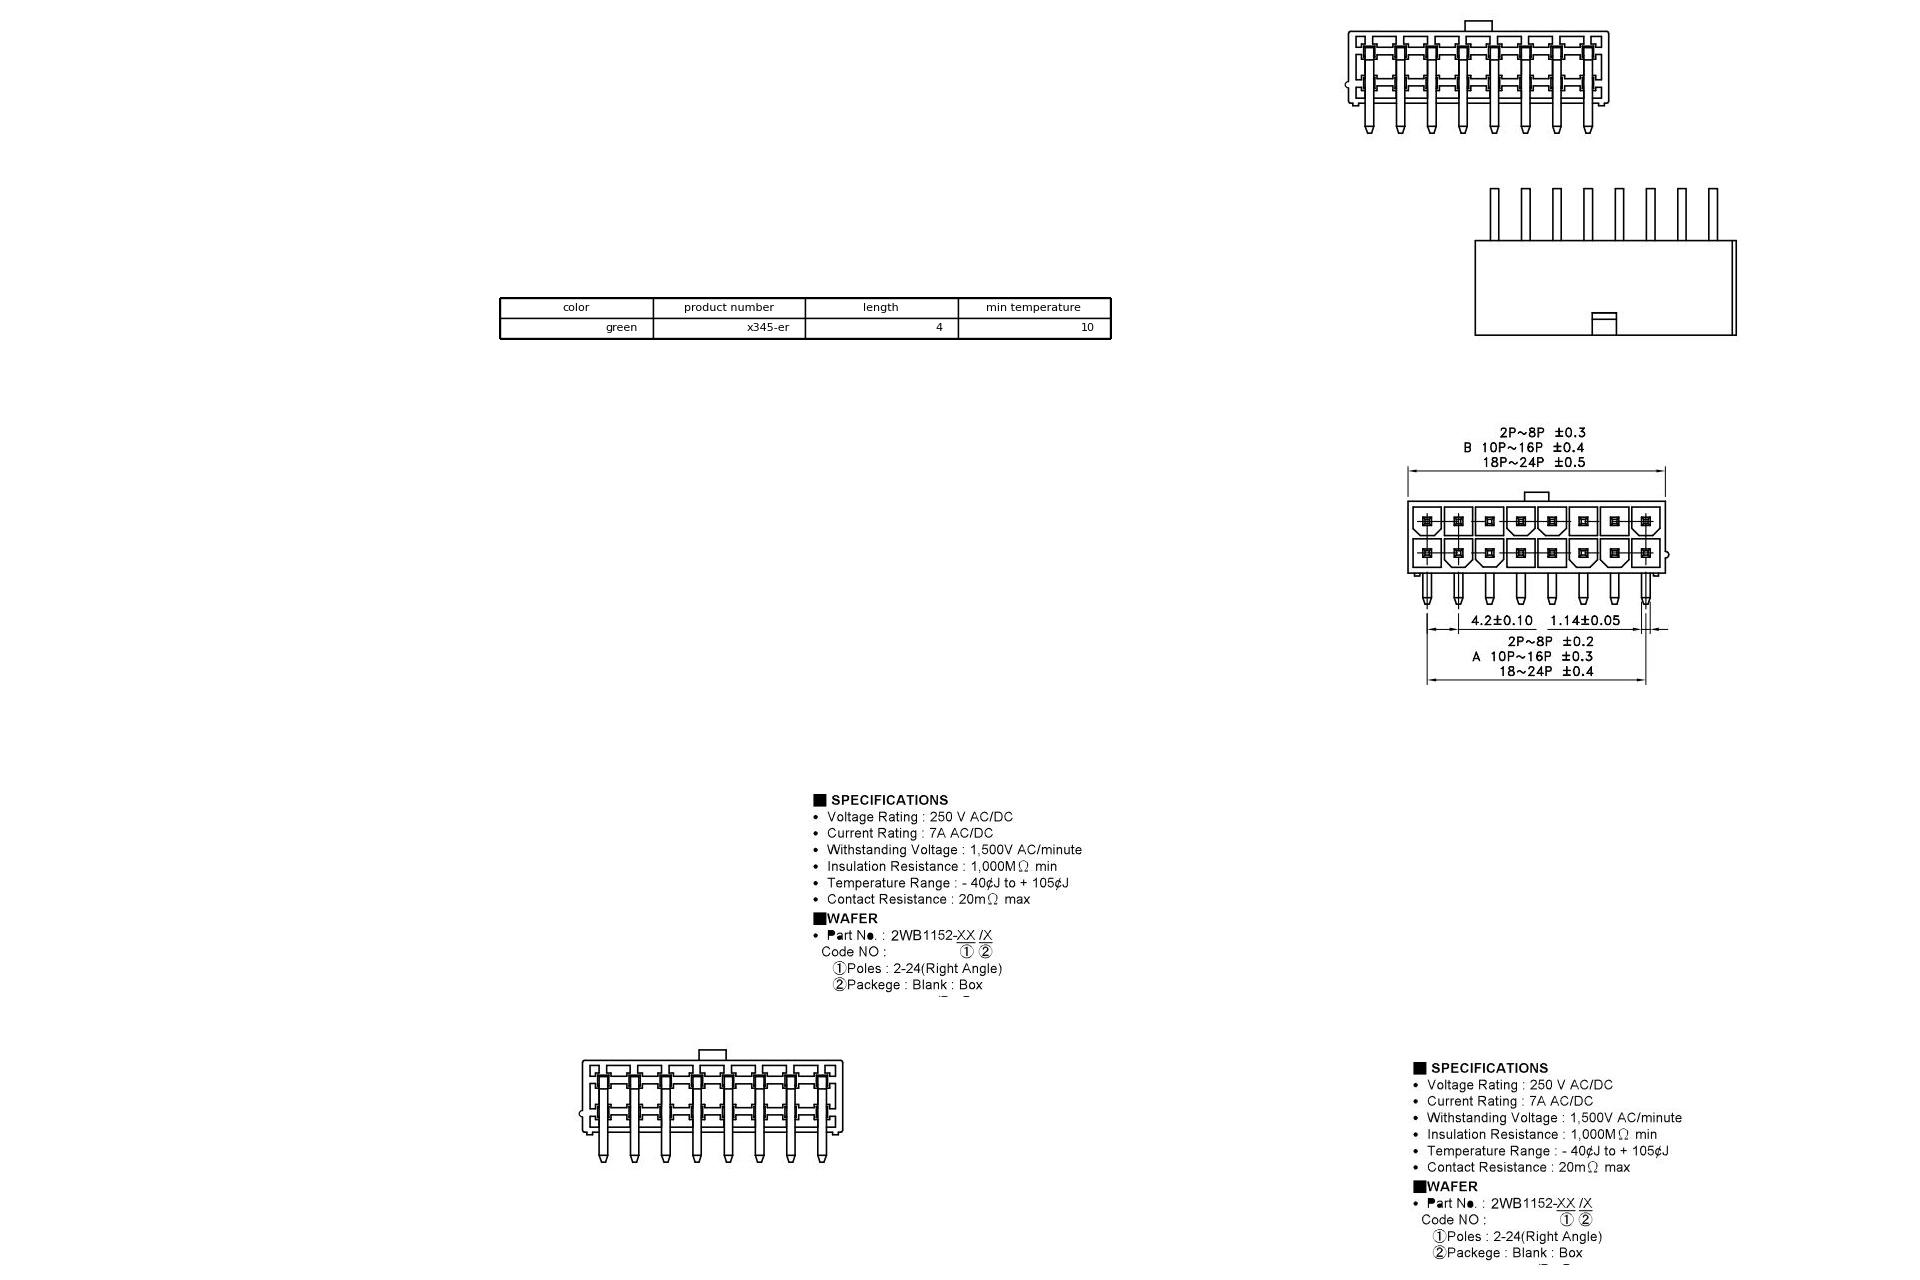 color product number length min temperature
green x345-er 4 10
2P~8P ±0.3
B 10P~16P ±0.4
18P~24P ±0.5
4.2±0.10 1.14±0.05
2P~8P ±0.2
A 10P~16P ±0.3
18~24P ±0.4
■ SPECIFICATIONS
• Voltage Rating : 250 V AC/DC
• Current Rating : 7A AC/DC
• Withstanding Voltage : 1,500V AC/minute
• Insulation Resistance : 1,000MΩ min
• Temperature Range : - 40¢J to + 105¢J
• Contact Resistance : 20mΩ max
■WAFER
• Part No. : 2WB1152-XX /X
Code NO : ① ②
①Poles : 2-24(Right Angle)
②Packege : Blank : Box
■ SPECIFICATIONS
• Voltage Rating : 250 V AC/DC
• Current Rating : 7A AC/DC
• Withstanding Voltage : 1,500V AC/minute
• Insulation Resistance : 1,000MΩ min
• Temperature Range : - 40¢J to + 105¢J
• Contact Resistance : 20mΩ max
■WAFER
• Part No. : 2WB1152-XX /X
Code NO : ① ②
①Poles : 2-24(Right Angle)
②Packege : Blank : Box